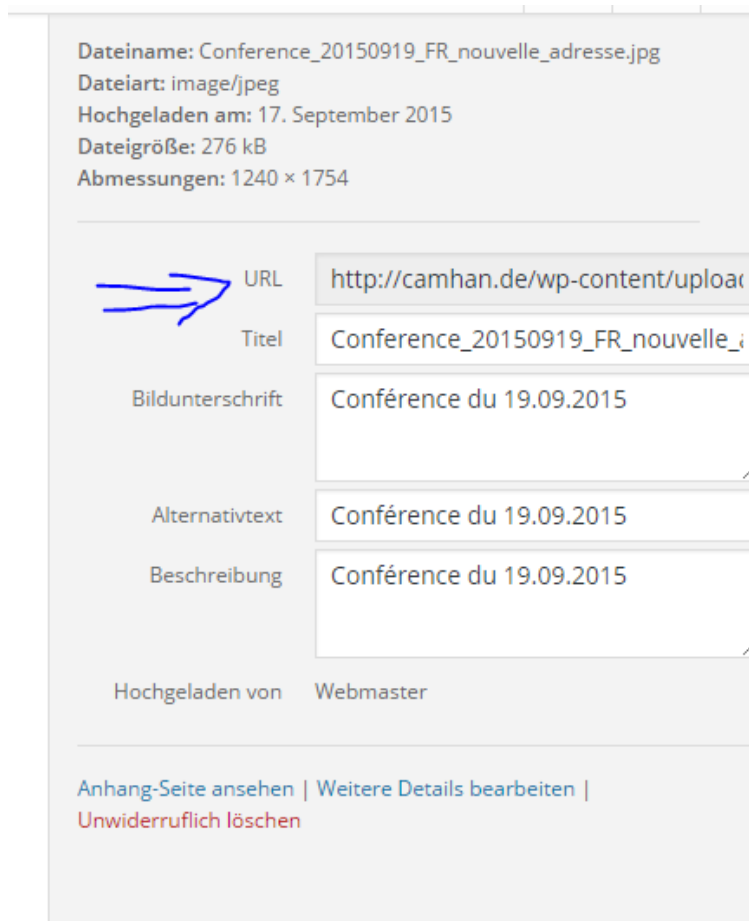 Dateiname: Conference_20150919_FR_nouvelle_adresse.jpg
Dateiart: image/jpeg
Hochgeladen am: 17. September 2015
Dateigröße: 276 kB
Abmessungen: 1240 × 1754
URL http://camhan.de/wp-content/upload
Titel Conference_20150919_FR_nouvelle_
Bildunterschrift Conférence du 19.09.2015
Alternativtext Conférence du 19.09.2015
Beschreibung Conférence du 19.09.2015
Hochgeladen von Webmaster
Anhang-Seite ansehen | Weitere Details bearbeiten |
Unwiderruflich löschen